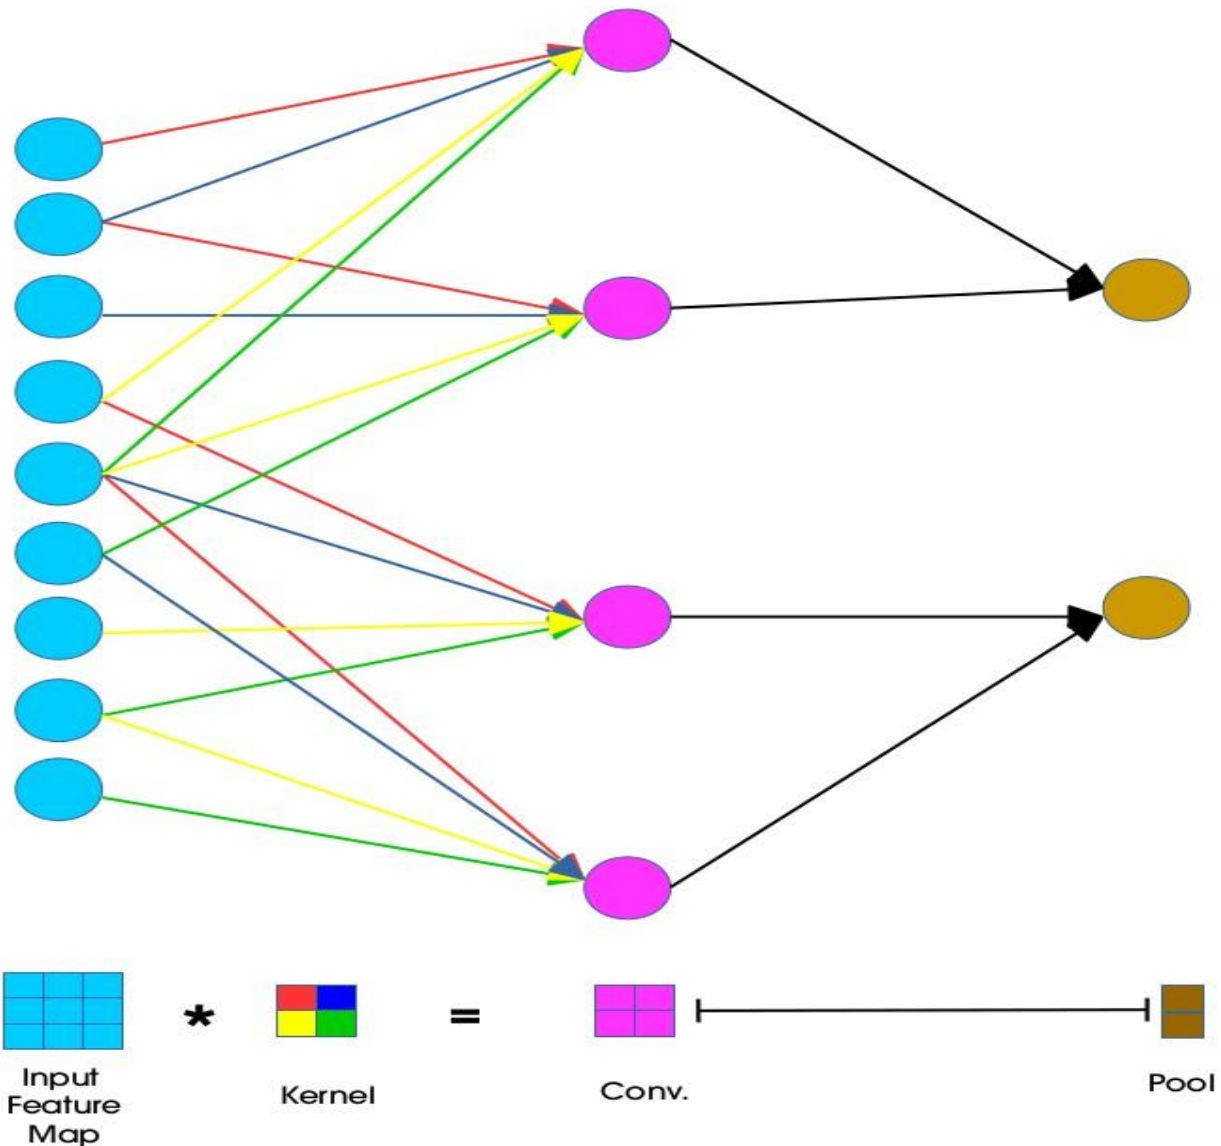 *
=
Input
Feature
Map
Kernel
Conv.
Pool